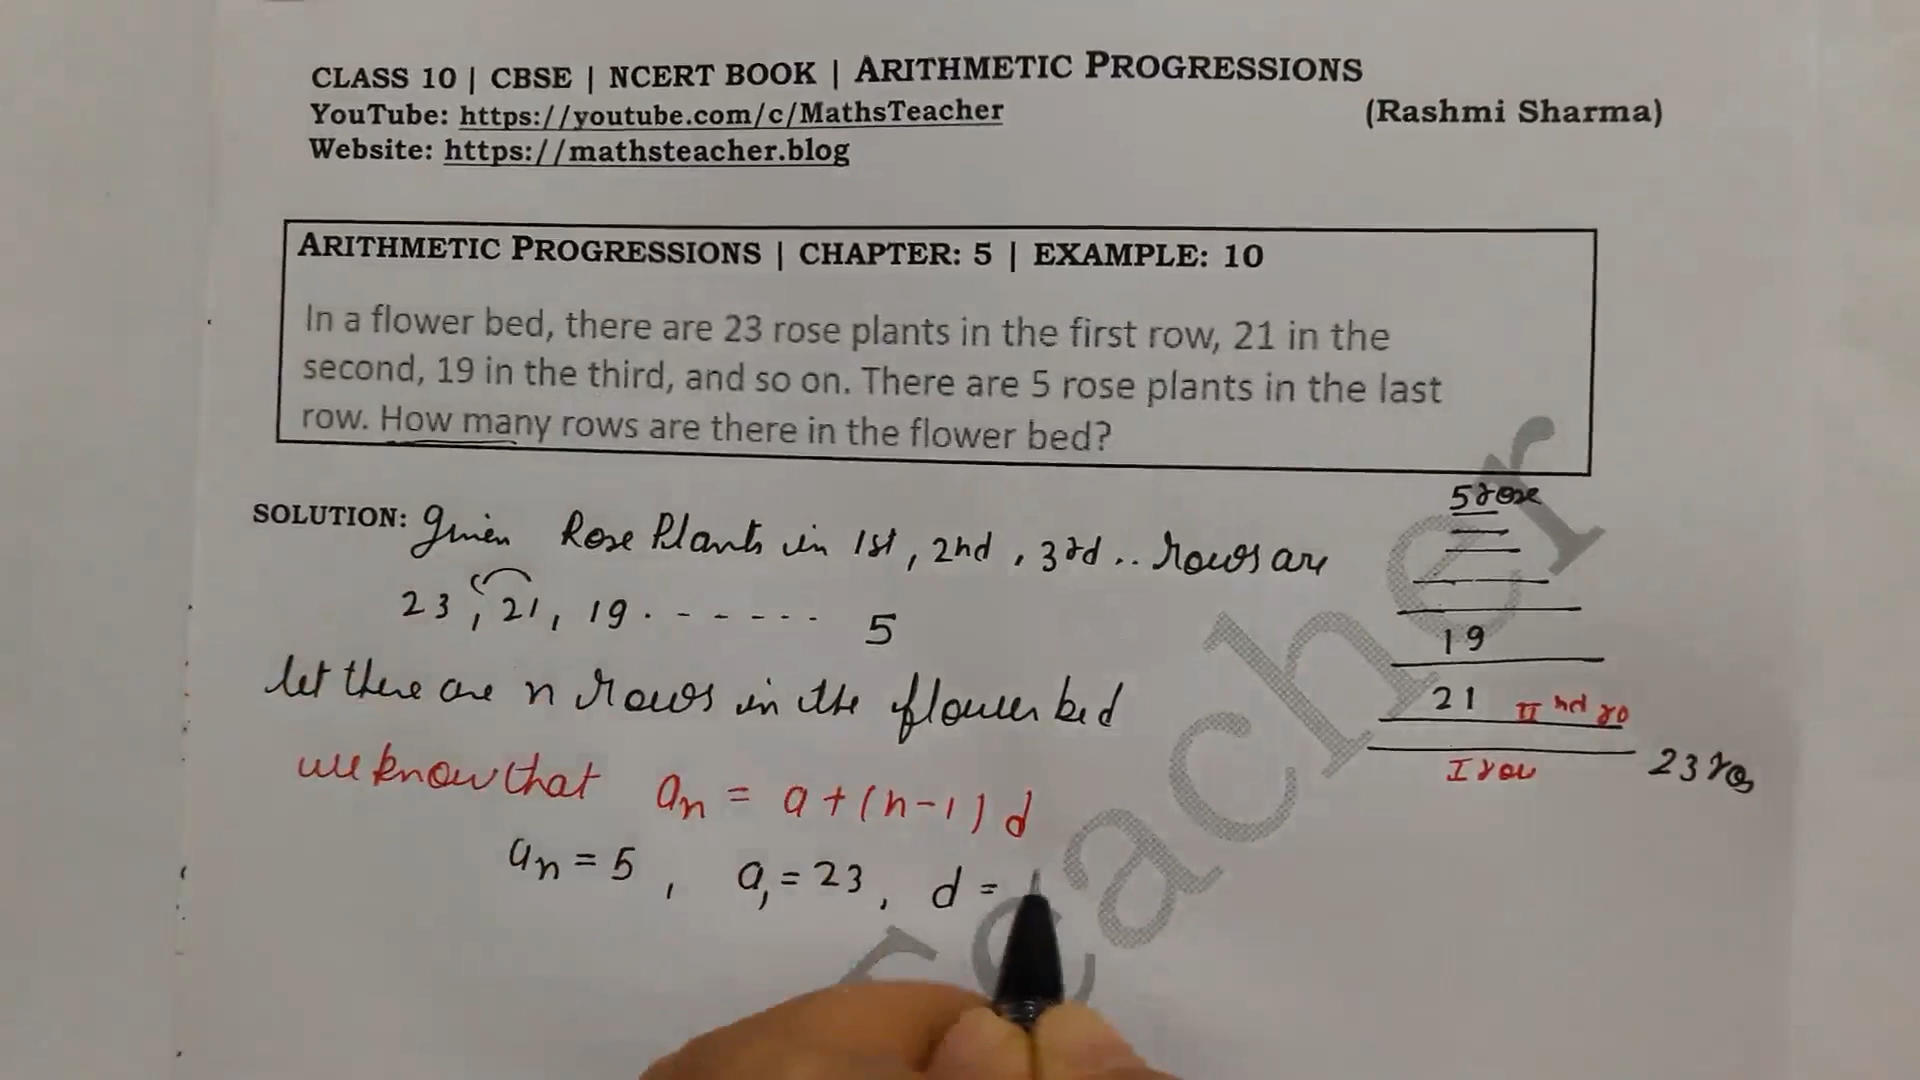 CLASS 10 | CBSE | NCERT BOOK | ARITHMETIC PROGRESSIONS
YouTube: https://youtube.com/c/MathsTeacher (Rashmi Sharma)
Website: https://mathsteacher.blog
ARITHMETIC PROGRESSIONS | CHAPTER: 5 | EXAMPLE: 10
In a flower bed, there are 23 rose plants in the first row, 21 in the
second, 19 in the third, and so on. There are 5 rose plants in the last
row. How many rows are there in the flower bed?
SOLUTION: Given Rose Plants in 1st, 2nd, 3rd .. rows are
23, 21, 19 . - - - - - 5
let there are n rows in the flower bed
we know that an = a + (n-1) d
an = 5, a, = 23, d =
5 rose
19
21 II nd ro
I row 23 ros
eacher